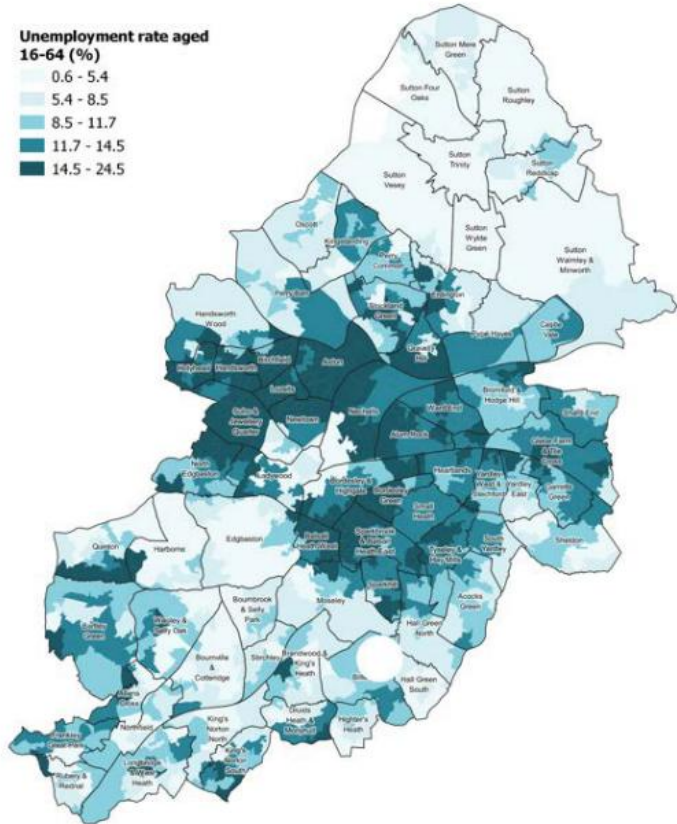 Unemployment rate aged
16-64 (%)
0.6 - 5.4
5.4 - 8.5
8.5 - 11.7
11.7 - 14.5
14.5 - 24.5
Sutton Mere
Green
Sutton Four
Oaks
Sutton
Roughley
Sutton
Trinity
Sutton
Reddicap
Sutton
Vesey
Sutton
Wylde
Green
Sutton
Walmley &
Minworth
Oscott
Kingstanding
Perry
Common
Perry Barr
Stockland
Green
Erdington
Handsworth
Wood
Pype Hayes
Castle
Vale
Gravelly
Hill
Holyhead
Handsworth
Birchfield
Aston
Lozells
Bromford &
Hodge Hill
Soho &
Jewellery
Quarter
Newtown
Nechells
Ward End
Shard End
Alum Rock
Glebe Farm
& Tile
Cross
North
Edgbaston
Ladywood
Bordesley &
Highgate
Bordesley
Green
Heartlands
Yardley
West &
Stechford
Yardley
East
Garretts
Green
Small
Heath
Quinton
Harborne
Edgbaston
Balsall
Heath West
Sparkbrook
& Balsall
Heath East
Tyseley &
Hay Mills
South
Yardley
Sheldon
Sparkhill
Bartley
Green
Weoley &
Selly Oak
Bournbrook
& Selly
Park
Moseley
Hall Green
North
Acocks
Green
Bournville
&
Cotteridge
Stirchley
Brandwood &
King's
Heath
Bill
Hall Green
South
Allens
Cross
Frankley
Great Park
Northfield
King's
Norton
North
Druids
Heath &
Monyhull
Highter's
Heath
Rubery &
Rednal
Longbridge
& West
Heath
King's
Norton
South